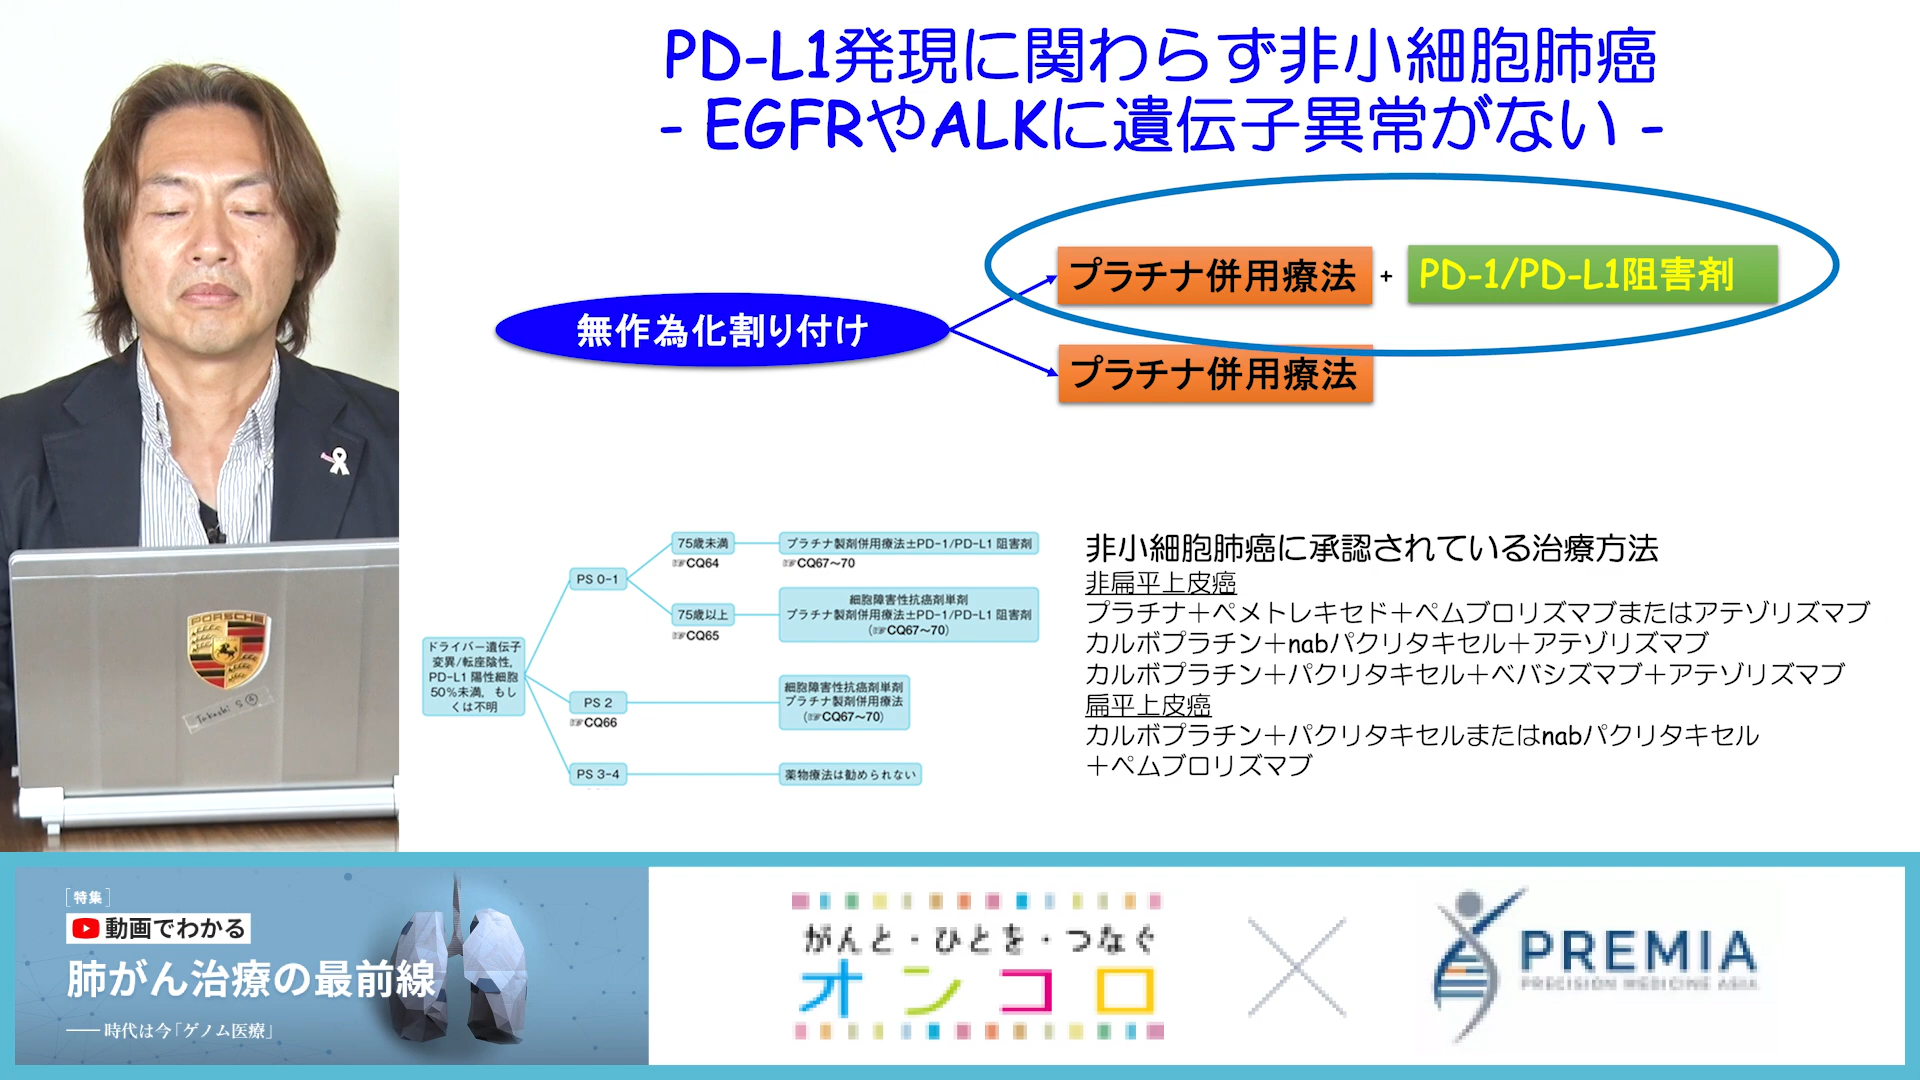 PD-L1発現に関わらず非小細胞肺癌
- EGFRやALKに遺伝子異常がない -
無作為化割り付け
プラチナ併用療法 + PD-1/PD-L1阻害剤
プラチナ併用療法
ドライバー遺伝子
変異/転座陰性,
PD-L1 陽性細胞
50%未満, もし
くは不明
PS 0-1
75歳未満
☞CQ64
プラチナ製剤併用療法±PD-1/PD-L1 阻害剤
☞CQ67〜70
75歳以上
☞CQ65
細胞障害性抗癌剤単剤
プラチナ製剤併用療法±PD-1/PD-L1 阻害剤
(☞CQ67〜70)
PS 2
☞CQ66
細胞障害性抗癌剤単剤
プラチナ製剤併用療法
(☞CQ67〜70)
PS 3-4
薬物療法は勧められない
非小細胞肺癌に承認されている治療方法
非扁平上皮癌
プラチナ＋ペメトレキセド＋ペムブロリズマブまたはアテゾリズマブ
カルボプラチン＋nabパクリタキセル＋アテゾリズマブ
カルボプラチン＋パクリタキセル＋ベバシズマブ＋アテゾリズマブ
扁平上皮癌
カルボプラチン＋パクリタキセルまたはnabパクリタキセル
＋ペムブロリズマブ
PORSCHE
Takashi S
［特集］
動画でわかる
肺がん治療の最前線
── 時代は今「ゲノム医療」
がんと・ひとを・つなぐ
オンコロ
PREMIA
PRECISION MEDICINE ASIA